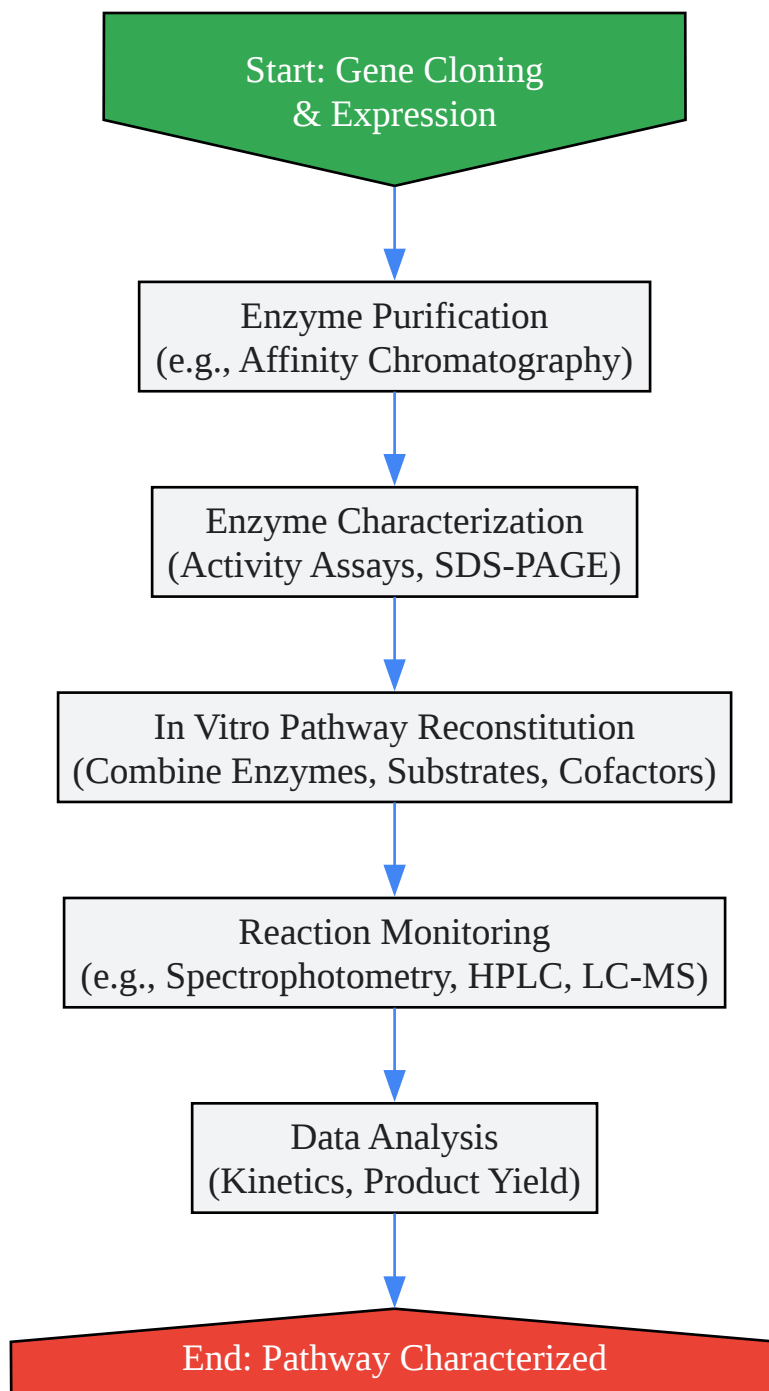 Start: Gene Cloning
& Expression
Enzyme Purification
(e.g., Affinity Chromatography)
Enzyme Characterization
(Activity Assays, SDS-PAGE)
In Vitro Pathway Reconstitution
(Combine Enzymes, Substrates, Cofactors)
Reaction Monitoring
(e.g., Spectrophotometry, HPLC, LC-MS)
Data Analysis
(Kinetics, Product Yield)
End: Pathway Characterized